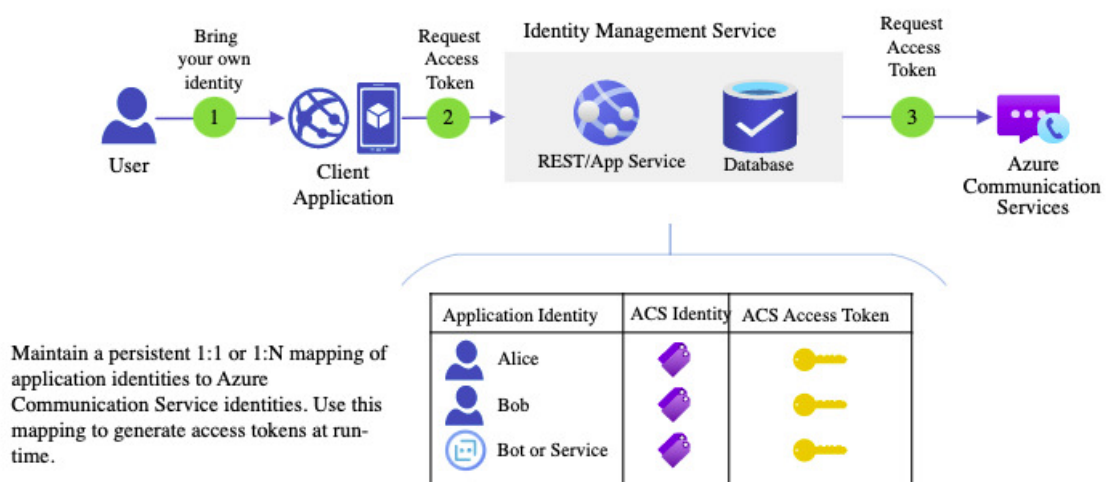 Bring
your own
identity
1
User
Client
Application
Request
Access
Token
2
Identity Management Service
REST/App Service
Database
Request
Access
Token
3
Azure
Communication
Services
Maintain a persistent 1:1 or 1:N mapping of
application identities to Azure
Communication Service identities. Use this
mapping to generate access tokens at run-
time.
Application Identity ACS Identity ACS Access Token
Alice
Bob
Bot or Service